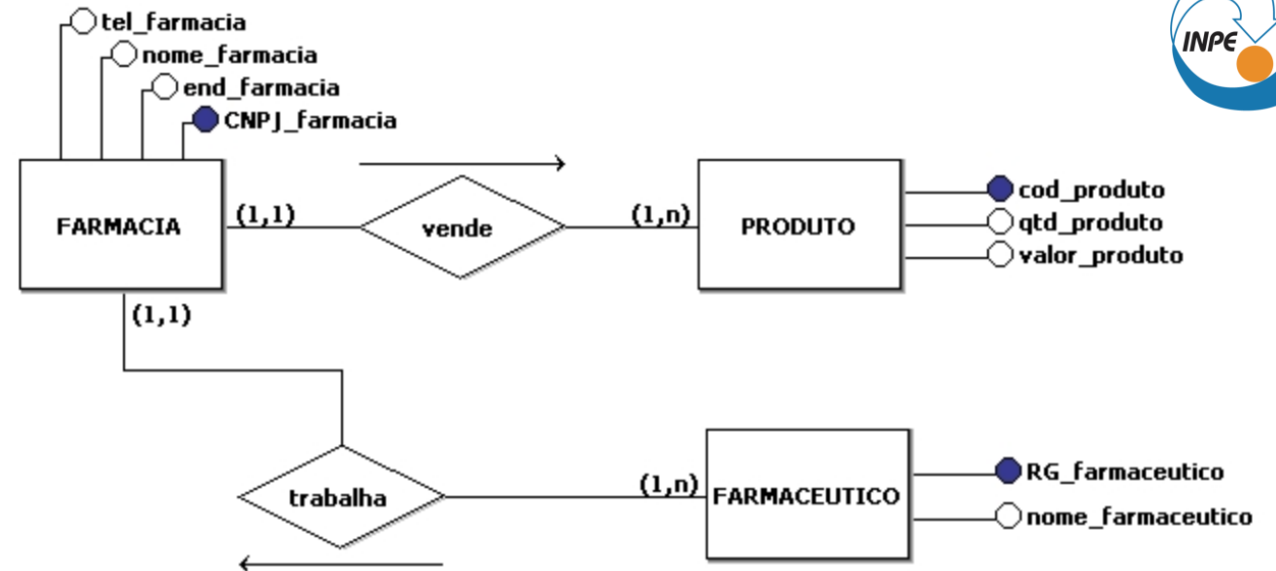 tel_farmacia
nome_farmacia
end_farmacia
CNPJ_farmacia
INPE
FARMACIA
(1,1)
vende
(1,n)
PRODUTO
cod_produto
qtd_produto
valor_produto
(1,1)
trabalha
(1,n)
FARMACEUTICO
RG_farmaceutico
nome_farmaceutico